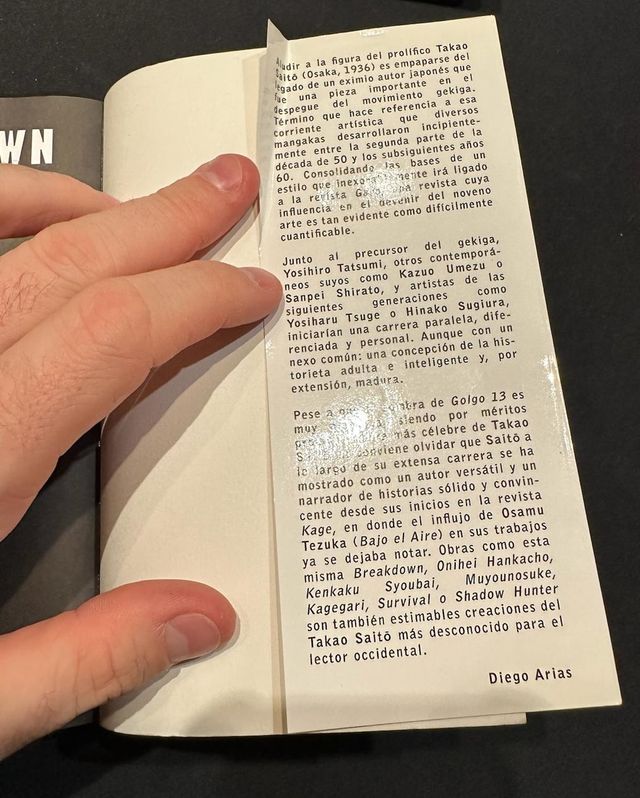 WN
Aludir a la figura del prolífico Takao
Saitō (Osaka, 1936) es empaparse del
legado de un eximio autor japonés que
fue una pieza importante en el
despegue del movimiento gekiga.
Término que hace referencia a esa
corriente artística que diversos
mangakas desarrollaron incipiente-
mente entre la segunda parte de la
década de 50 y los subsiguientes años
60. Consolidando las bases de un
estilo que inexorablemente irá ligado
a la revista Garo, una revista cuya
influencia en el devenir del noveno
arte es tan evidente como difícilmente
cuantificable.
Junto al precursor del gekiga,
Yosihiro Tatsumi, otros contemporá-
neos suyos como Kazuo Umezu o
Sanpei Shirato, y artistas de las
siguientes generaciones como
Yosiharu Tsuge o Hinako Sugiura,
iniciarían una carrera paralela, dife-
renciada y personal. Aunque con un
nexo común: una concepción de la his-
torieta adulta e inteligente y, por
extensión, madura.
Pese a que la sombra de Golgo 13 es
muy siendo por méritos
más célebre de Takao
conviene olvidar que Saitō a
lo largo de su extensa carrera se ha
mostrado como un autor versátil y un
narrador de historias sólido y convin-
cente desde sus inicios en la revista
Kage, en donde el influjo de Osamu
Tezuka (Bajo el Aire) en sus trabajos
ya se dejaba notar. Obras como esta
misma Breakdown, Onihei Hankacho,
Kenkaku Syoubai, Muyounosuke,
Kagegari, Survival o Shadow Hunter
son también estimables creaciones del
Takao Saitō más desconocido para el
lector occidental.
Diego Arias